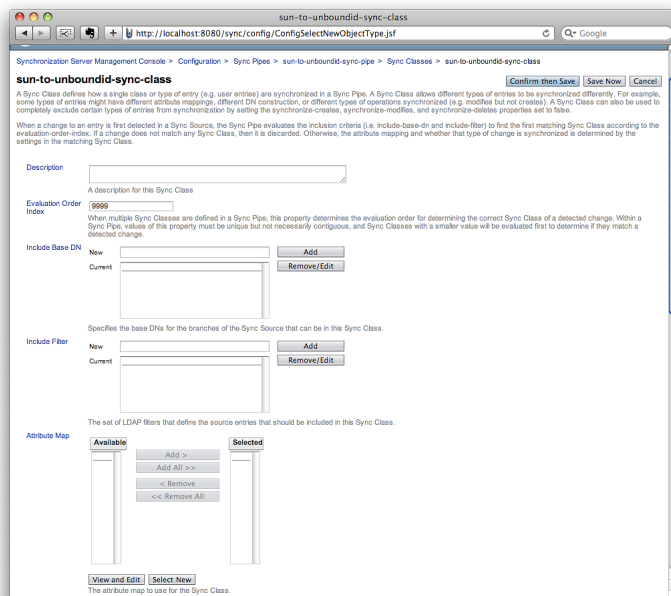 sun-to-unboundid-sync-class
http://localhost:8080/sync/config/ConfigSelectNewObjectType.jsf
Google
Synchronization Server Management Console > Configuration > Sync Pipes > sun-to-unboundid-sync-pipe > Sync Classes > sun-to-unboundid-sync-class
sun-to-unboundid-sync-class
Confirm then Save Save Now Cancel
A Sync Class defines how a single class or type of entry (e.g. user entries) are synchronized in a Sync Pipe. A Sync Class allows different types of entries to be synchronized differently. For example,
some types of entries might have different attribute mappings, different DN construction, or different types of operations synchronized (e.g. modifies but not creates). A Sync Class can also be used to
completely exclude certain types of entries from synchronization by setting the synchronize-creates, synchronize-modifies, and synchronize-deletes properties set to false.
When a change to an entry is first detected in a Sync Source, the Sync Pipe evaluates the inclusion criteria (i.e. include-base-dn and include-filter) to find the first matching Sync Class according to the
evaluation-order-index. If a change does not match any Sync Class, then it is discarded. Otherwise, the attribute mapping and whether that type of change is synchronized is determined by the
settings in the matching Sync Class.
Description
A description for this Sync Class
Evaluation Order
Index
9999
When multiple Sync Classes are defined in a Sync Pipe, this property determines the evaluation order for determining the correct Sync Class of a detected change. Within a
Sync Pipe, values of this property must be unique but not necessarily contiguous, and Sync Classes with a smaller value will be evaluated first to determine if they match a
detected change.
Include Base DN
New Add
Current Remove/Edit
Specifies the base DNs for the branches of the Sync Source that can be in this Sync Class.
Include Filter
New Add
Current Remove/Edit
The set of LDAP filters that define the source entries that should be included in this Sync Class.
Attribute Map
Available Selected
Add >
Add All >>
< Remove
<< Remove All
View and Edit Select New
The attribute map to use for the Sync Class.